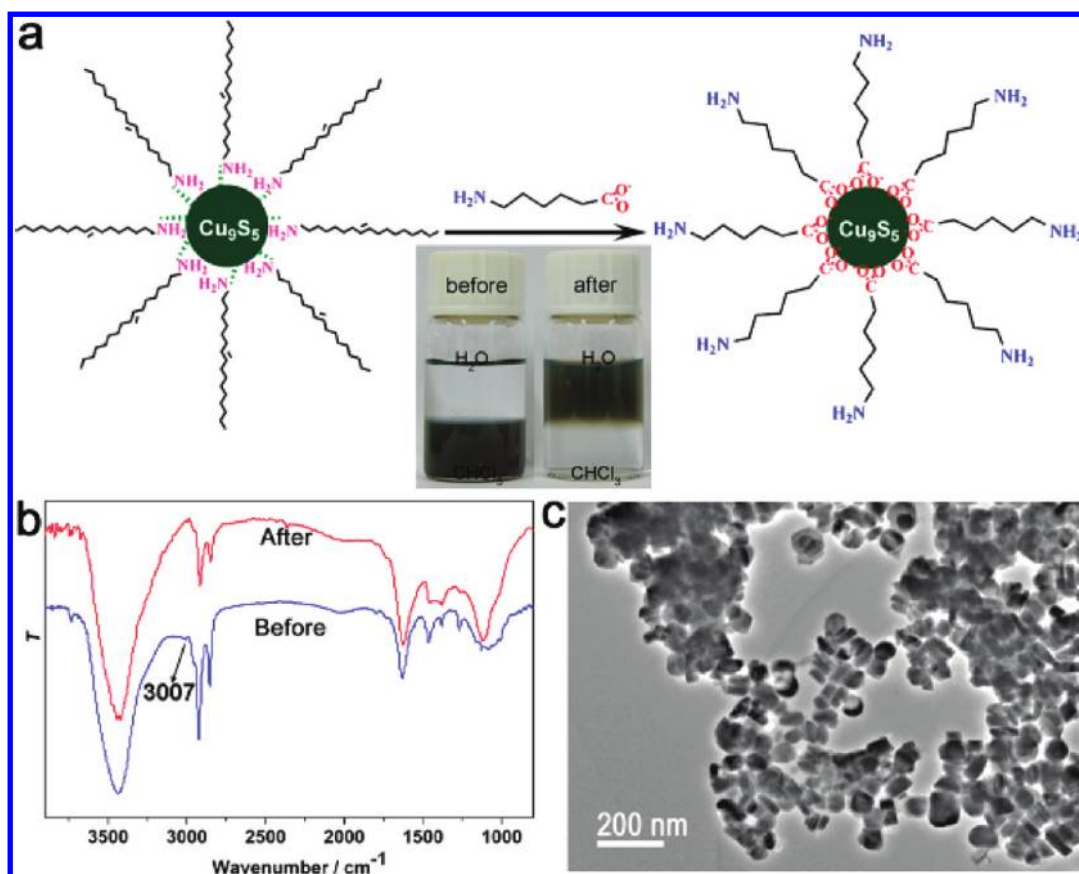 a
NH₂
NH₂
H₂N
NH₂
H₂N
NH₂
H₂N
H₂N
Cu₉S₅
H₂N
C
O⁻
O
before
after
H₂O
H₂O
CHCl₃
CHCl₃
NH₂
H₂N
NH₂
H₂N
NH₂
H₂N
NH₂
H₂N
Cu₉S₅
b
After
Before
3007
T
3500 3000 2500 2000 1500 1000
Wavenumber / cm⁻¹
c
200 nm